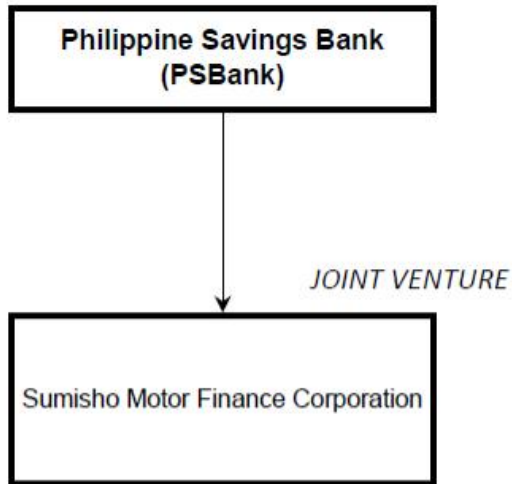 Philippine Savings Bank
(PSBank)
JOINT VENTURE
Sumisho Motor Finance Corporation